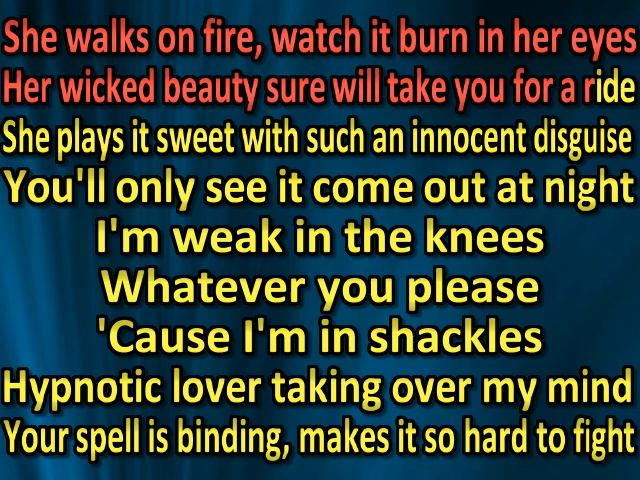 She walks on fire, watch it burn in her eyes
Her wicked beauty sure will take you for a ride
She plays it sweet with such an innocent disguise
You'll only see it come out at night
I'm weak in the knees
Whatever you please
'Cause I'm in shackles
Hypnotic lover taking over my mind
Your spell is binding, makes it so hard to fight